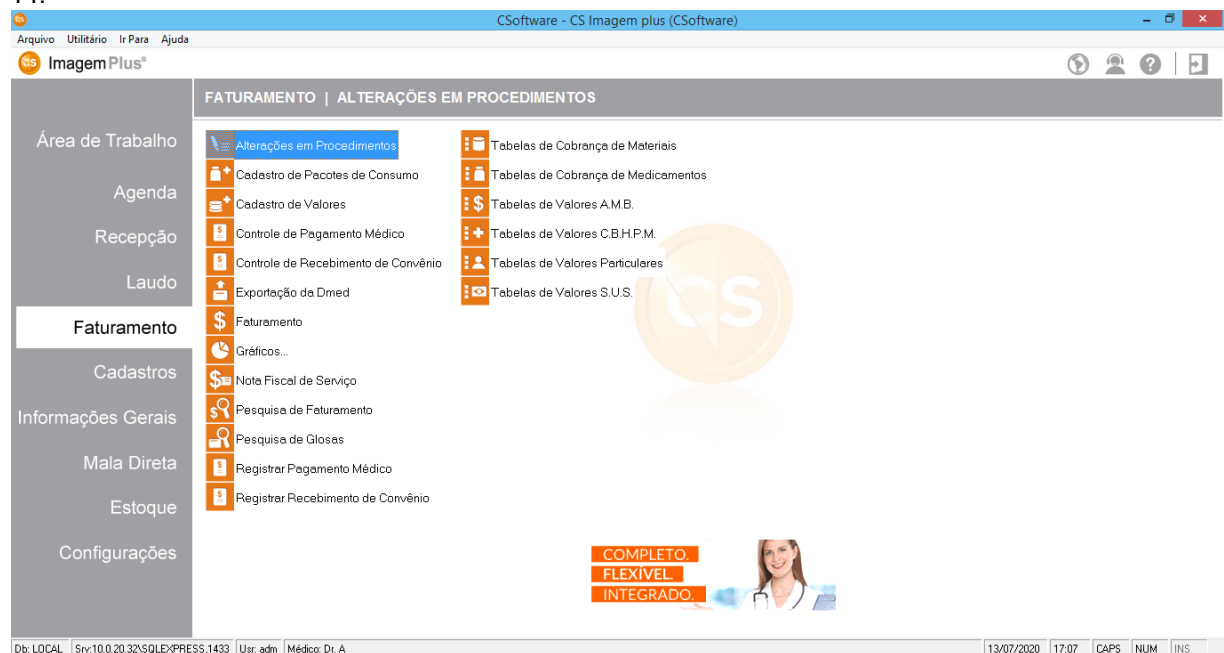 CSoftware - CS Imagem plus (CSoftware)
Arquivo Utilitário Ir Para Ajuda
CS ImagemPlus®
FATURAMENTO | ALTERAÇÕES EM PROCEDIMENTOS
Área de Trabalho
Agenda
Recepção
Laudo
Faturamento
Cadastros
Informações Gerais
Mala Direta
Estoque
Configurações
Alterações em Procedimentos
Cadastro de Pacotes de Consumo
Cadastro de Valores
Controle de Pagamento Médico
Controle de Recebimento de Convênio
Exportação da Dmed
Faturamento
Gráficos...
Nota Fiscal de Serviço
Pesquisa de Faturamento
Pesquisa de Glosas
Registrar Pagamento Médico
Registrar Recebimento de Convênio
Tabelas de Cobrança de Materiais
Tabelas de Cobrança de Medicamentos
Tabelas de Valores A.M.B.
Tabelas de Valores C.B.H.P.M.
Tabelas de Valores Particulares
Tabelas de Valores S.U.S.
CS
COMPLETO.
FLEXÍVEL.
INTEGRADO.
Db: LOCAL Srv:10.0.20.32\SQLEXPRESS.1433 Usr: adm Médico: Dr. A 13/07/2020 17:07 CAPS NUM INS